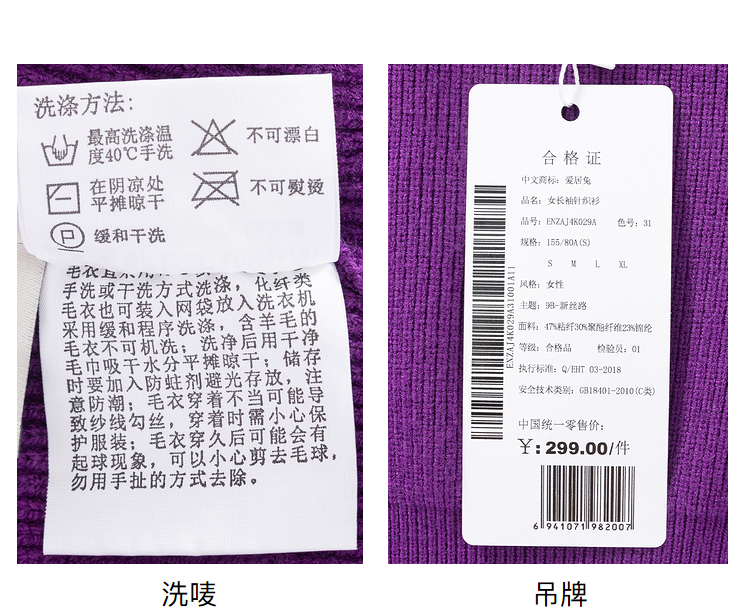 洗涤方法:
最高洗涤温
度40℃手洗
不可漂白
在阴凉处
平摊晾干
不可熨烫
P
缓和干洗
手洗或干洗方式洗涤, 化纤类
毛衣也可装入网袋放入洗衣机
采用缓和程序洗涤, 含羊毛的
毛衣不可机洗; 洗净后用干净
毛巾吸干水分平摊晾干; 储存
时要加入防蛀剂避光存放, 注
意防潮; 毛衣穿着不当可能导
致纱线勾丝, 穿着时需小心保
护服装; 毛衣穿久后可能会有
起球现象, 可以小心剪去毛球,
勿用手扯的方式去除。
洗唛
合格证
中文商标: 爱居兔
品名: 女长袖针织衫
品号: ENZAJ4K029A 色号: 31
规格: 155/80A(S)
S M L XL
风格: 女性
主题: 9B-新丝路
面料: 47%粘纤30%聚酯纤维23%锦纶
等级: 合格品 检验员: 01
执行标准: Q/EHT 03-2018
安全技术类别: GB18401-2010(C类)
中国统一零售价:
¥: 299.00/件
6 941071 982007
ENZAJ4K029A31001A11
吊牌